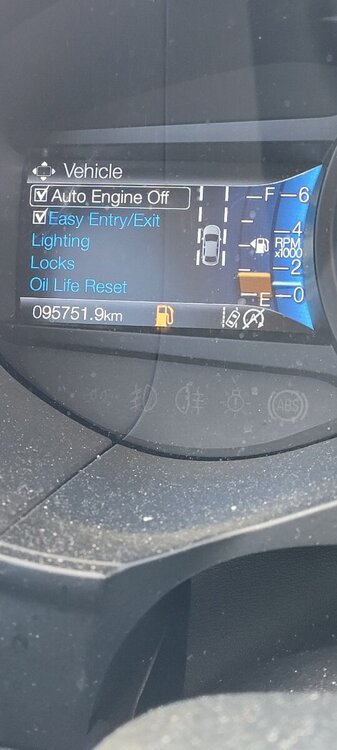 Vehicle
Auto Engine Off
Easy Entry/Exit
Lighting
Locks
Oil Life Reset
095751.9km
F
E
6
4
RPM
x1000
2
0
ABS